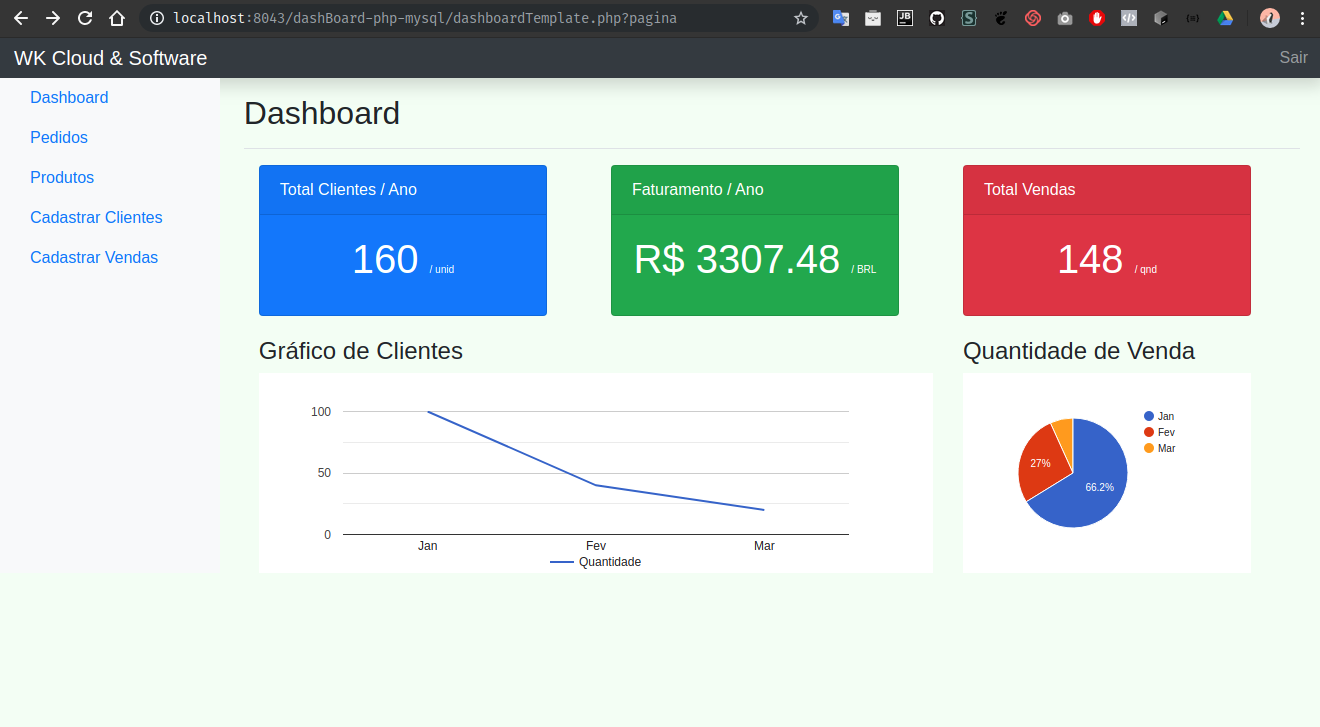 localhost:8043/dashBoard-php-mysql/dashboardTemplate.php?pagina
JB
WK Cloud & Software
Sair
Dashboard
Pedidos
Produtos
Cadastrar Clientes
Cadastrar Vendas
Dashboard
Total Clientes / Ano
160 / unid
Faturamento / Ano
R$ 3307.48 / BRL
Total Vendas
148 / qnd
Gráfico de Clientes
100
50
0
Jan Fev Mar
Quantidade
Quantidade de Venda
Jan
Fev
Mar
27%
66.2%